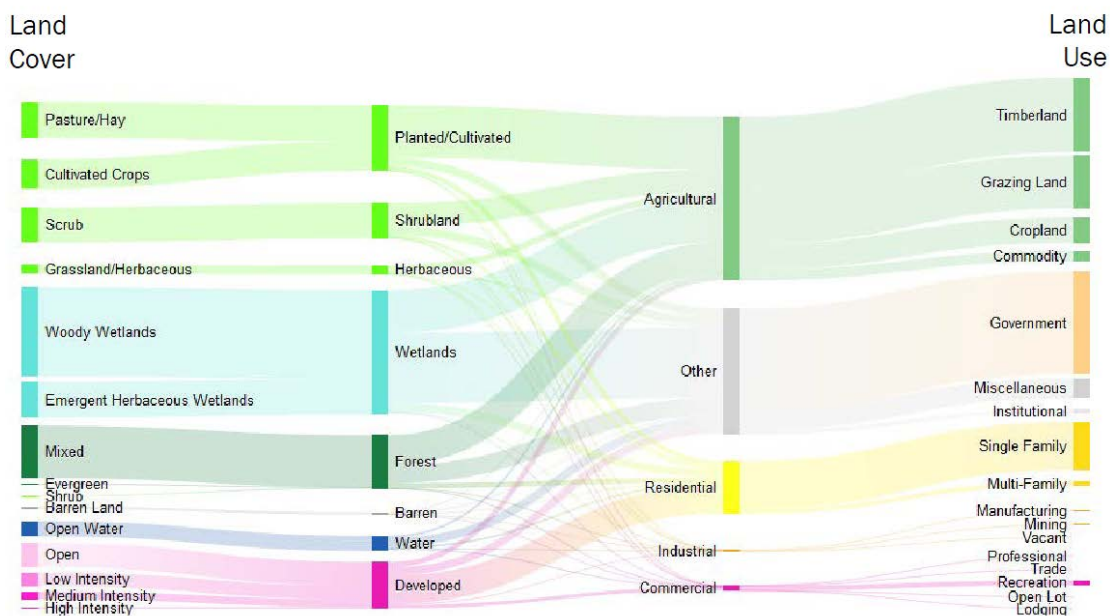 Land
Cover
Land
Use
Pasture/Hay
Cultivated Crops
Scrub
Grassland/Herbaceous
Woody Wetlands
Emergent Herbaceous Wetlands
Mixed
Evergreen
Shrub
Barren Land
Open Water
Open
Low Intensity
Medium Intensity
High Intensity
Planted/Cultivated
Shrubland
Herbaceous
Wetlands
Forest
Barren
Water
Developed
Agricultural
Other
Residential
Industrial
Commercial
Timberland
Grazing Land
Cropland
Commodity
Government
Miscellaneous
Institutional
Single Family
Multi-Family
Manufacturing
Mining
Vacant
Professional
Trade
Recreation
Open Lot
Lodging